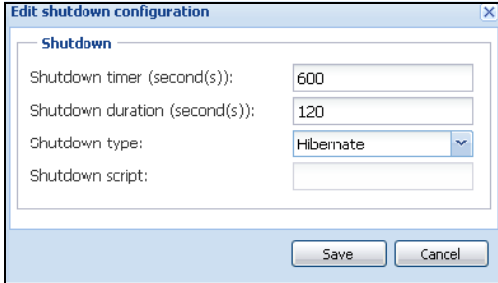 Edit shutdown configuration
Shutdown
Shutdown timer (second(s)): 600
Shutdown duration (second(s)): 120
Shutdown type: Hibernate
Shutdown script:
Save Cancel